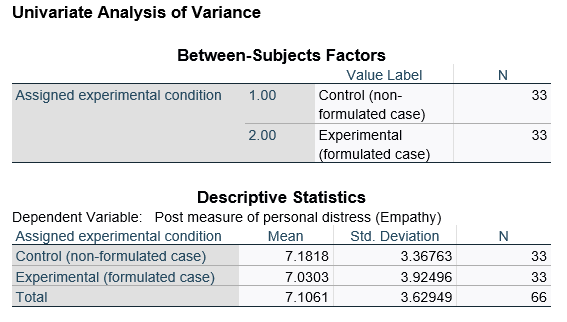 Univariate Analysis of Variance
Between-Subjects Factors
Value Label N
Assigned experimental condition 1.00 Control (non-
formulated case) 33
2.00 Experimental
(formulated case) 33
Descriptive Statistics
Dependent Variable: Post measure of personal distress (Empathy)
Assigned experimental condition Mean Std. Deviation N
Control (non-formulated case) 7.1818 3.36763 33
Experimental (formulated case) 7.0303 3.92496 33
Total 7.1061 3.62949 66